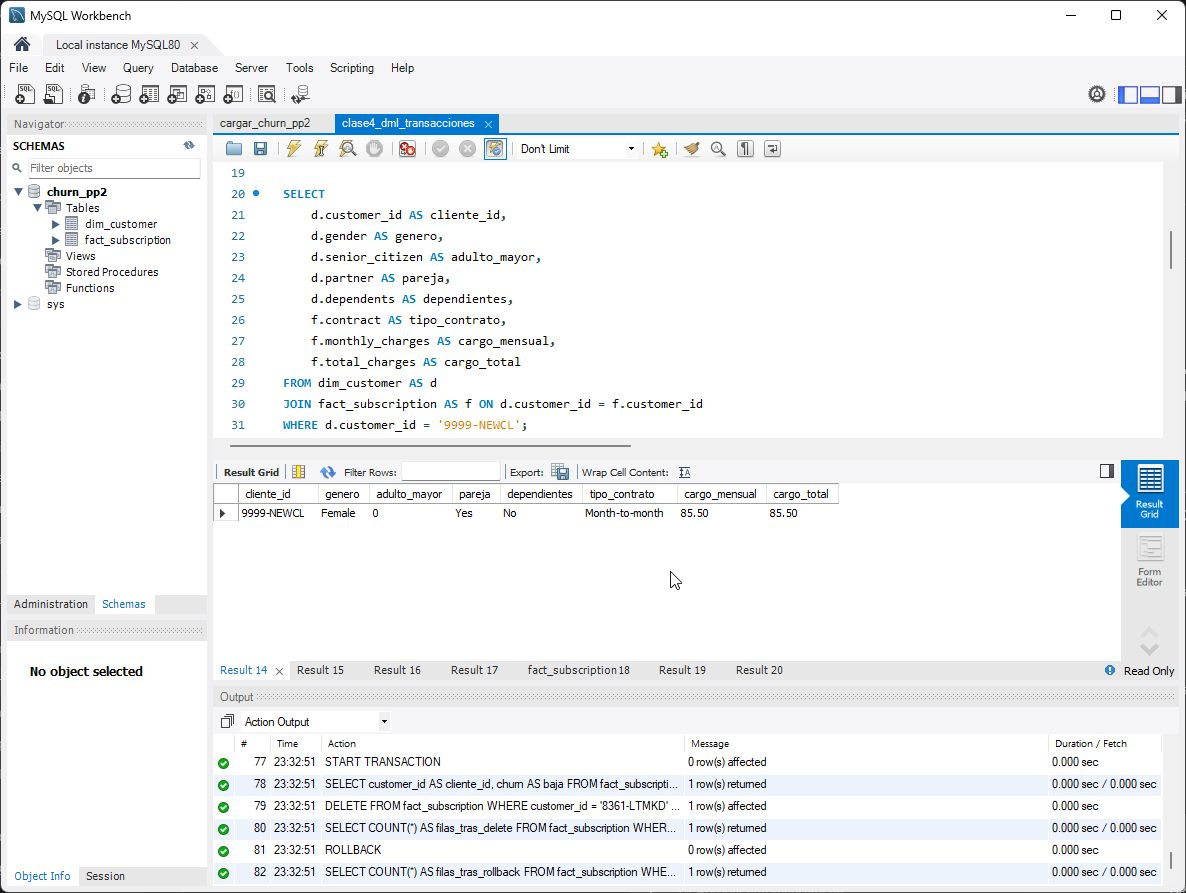 MySQL Workbench
Local instance MySQL80
File Edit View Query Database Server Tools Scripting Help
Navigator
SCHEMAS
Filter objects
churn_pp2
Tables
dim_customer
fact_subscription
Views
Stored Procedures
Functions
sys
Administration Schemas
Information
No object selected
Object Info Session
cargar_churn_pp2 clase4_dml_transacciones
Don't Limit
19
20 SELECT
21 d.customer_id AS cliente_id,
22 d.gender AS genero,
23 d.senior_citizen AS adulto_mayor,
24 d.partner AS pareja,
25 d.dependents AS dependientes,
26 f.contract AS tipo_contrato,
27 f.monthly_charges AS cargo_mensual,
28 f.total_charges AS cargo_total
29 FROM dim_customer AS d
30 JOIN fact_subscription AS f ON d.customer_id = f.customer_id
31 WHERE d.customer_id = '9999-NEWCL';
Result Grid Filter Rows: Export: Wrap Cell Content:
cliente_id genero adulto_mayor pareja dependientes tipo_contrato cargo_mensual cargo_total
9999-NEWCL Female 0 Yes No Month-to-month 85.50 85.50
Result Grid
Form Editor
Result 14 Result 15 Result 16 Result 17 fact_subscription18 Result 19 Result 20 Read Only
Output
Action Output
# Time Action Message Duration / Fetch
77 23:32:51 START TRANSACTION 0 row(s) affected 0.000 sec
78 23:32:51 SELECT customer_id AS cliente_id, churn AS baja FROM fact_subscripti... 1 row(s) returned 0.000 sec / 0.000 sec
79 23:32:51 DELETE FROM fact_subscription WHERE customer_id = '8361-LTMKD' ... 1 row(s) affected 0.000 sec
80 23:32:51 SELECT COUNT(*) AS filas_tras_delete FROM fact_subscription WHER... 1 row(s) returned 0.000 sec / 0.000 sec
81 23:32:51 ROLLBACK 0 row(s) affected 0.000 sec
82 23:32:51 SELECT COUNT(*) AS filas_tras_rollback FROM fact_subscription WHE... 1 row(s) returned 0.000 sec / 0.000 sec